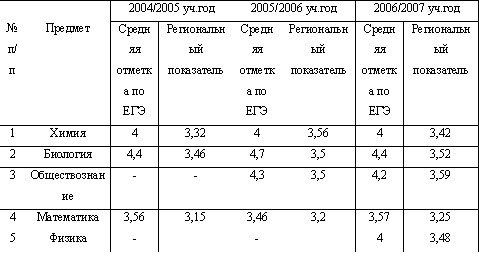 № п/п Предмет 2004/2005 уч.год 2005/2006 уч.год 2006/2007 уч.год
Средняя отметка по ЕГЭ Региональный показатель Средняя отметка по ЕГЭ Региональный показатель Средняя отметка по ЕГЭ Региональный показатель
1 Химия 4 3,32 4 3,56 4 3,42
2 Биология 4,4 3,46 4,7 3,5 4,4 3,52
3 Обществознание - - 4,3 3,5 4,2 3,59
4 Математика 3,56 3,15 3,46 3,2 3,57 3,25
5 Физика - - 4 3,48